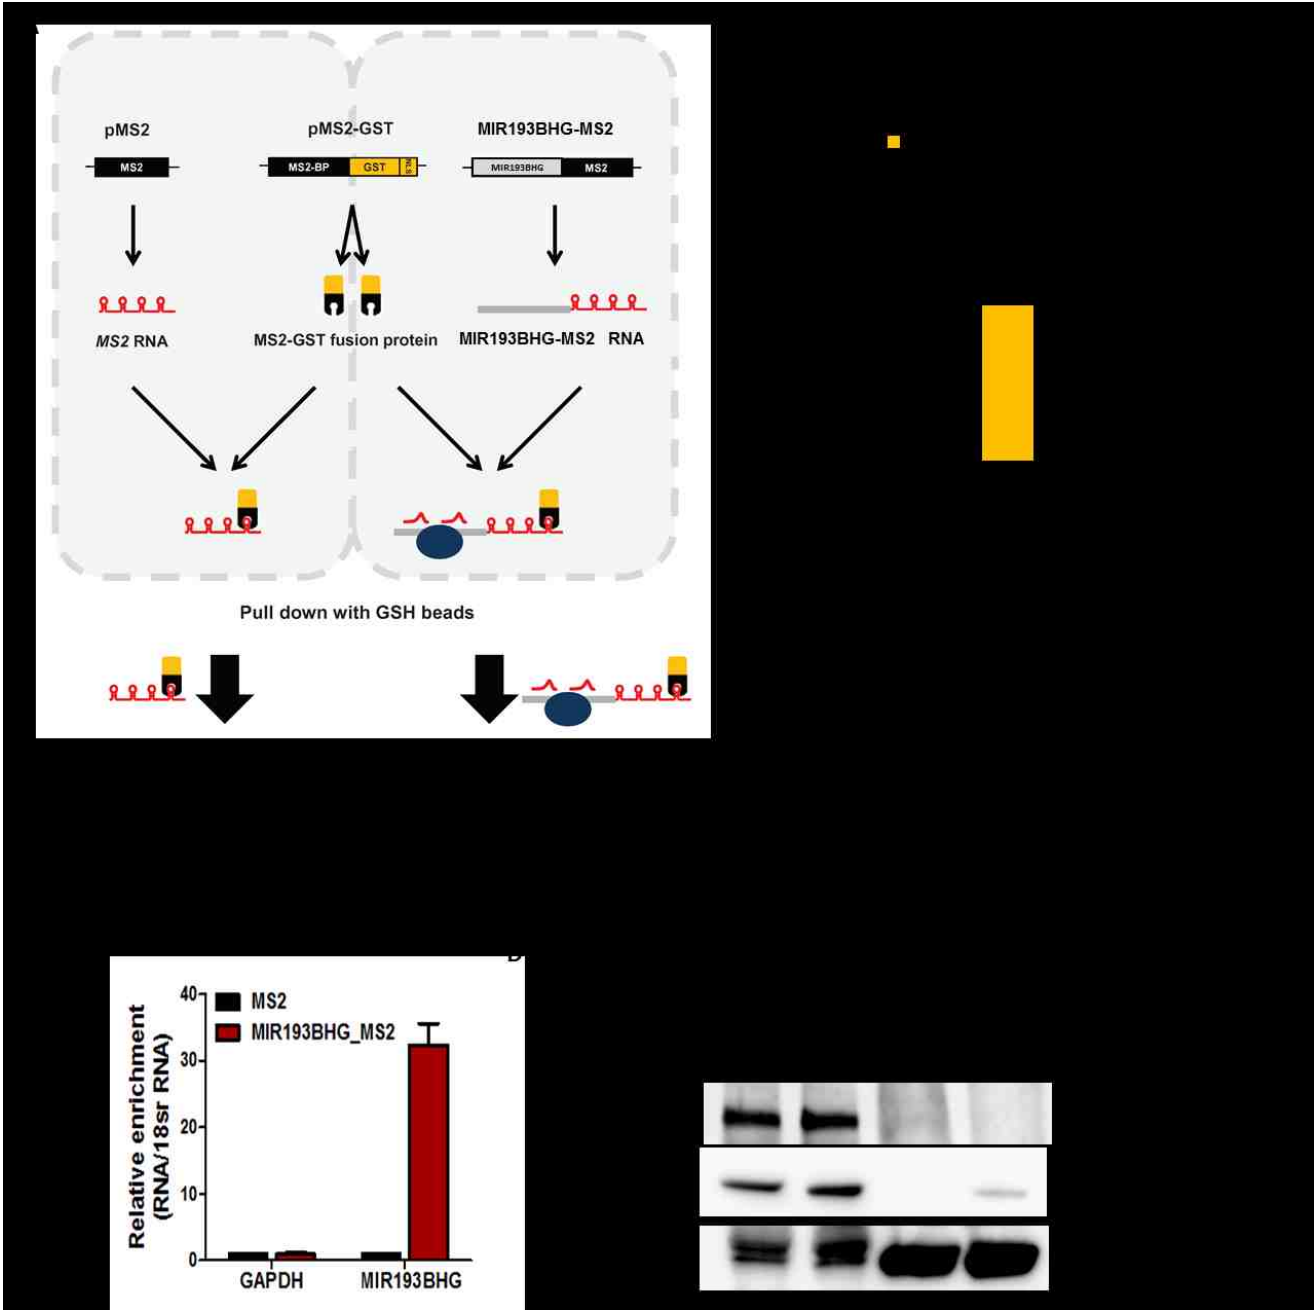 pMS2
pMS2-GST
MIR193BHG-MS2
MS2
MS2-BP
GST
NLS
MIR193BHG
MS2
MS2 RNA
MS2-GST fusion protein
MIR193BHG-MS2 RNA
Pull down with GSH beads
D
MS2
MIR193BHG_MS2
Relative enrichment
(RNA/18sr RNA)
40
30
20
10
0
GAPDH
MIR193BHG